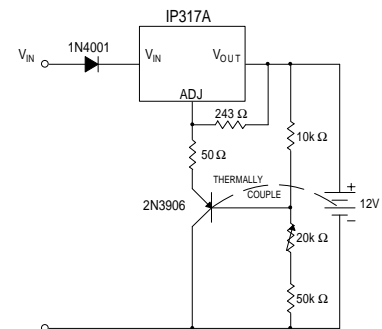 IP317A
1N4001
VIN
VIN
VOUT
ADJ
243 Ω
10k Ω
50 Ω
THERMALLY
COUPLE
2N3906
+
12V
20k Ω
50k Ω